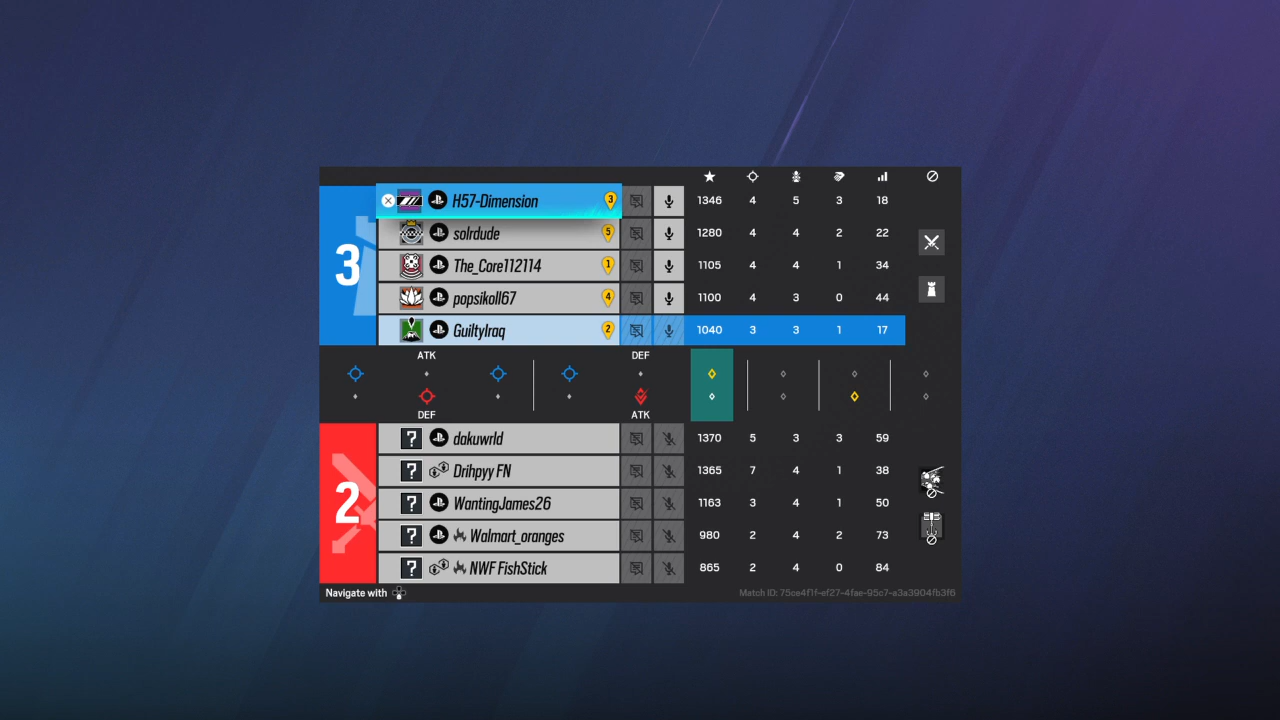 3
H57-Dimension 3 1346 4 5 3 18
solrdude 5 1280 4 4 2 22
The_Core112114 1 1105 4 4 1 34
popsikoll67 4 1100 4 3 0 44
GuiltyIraq 2 1040 3 3 1 17
ATK DEF
DEF ATK
2
? dakuwrld 1370 5 3 3 59
? Drihpyy FN 1365 7 4 1 38
? WantingJames26 1163 3 4 1 50
? Walmart_oranges 980 2 4 2 73
? NWF FishStick 865 2 4 0 84
Navigate with
Match ID: 75ce4f1f-ef27-4fae-95c7-a3a3904fb3f6